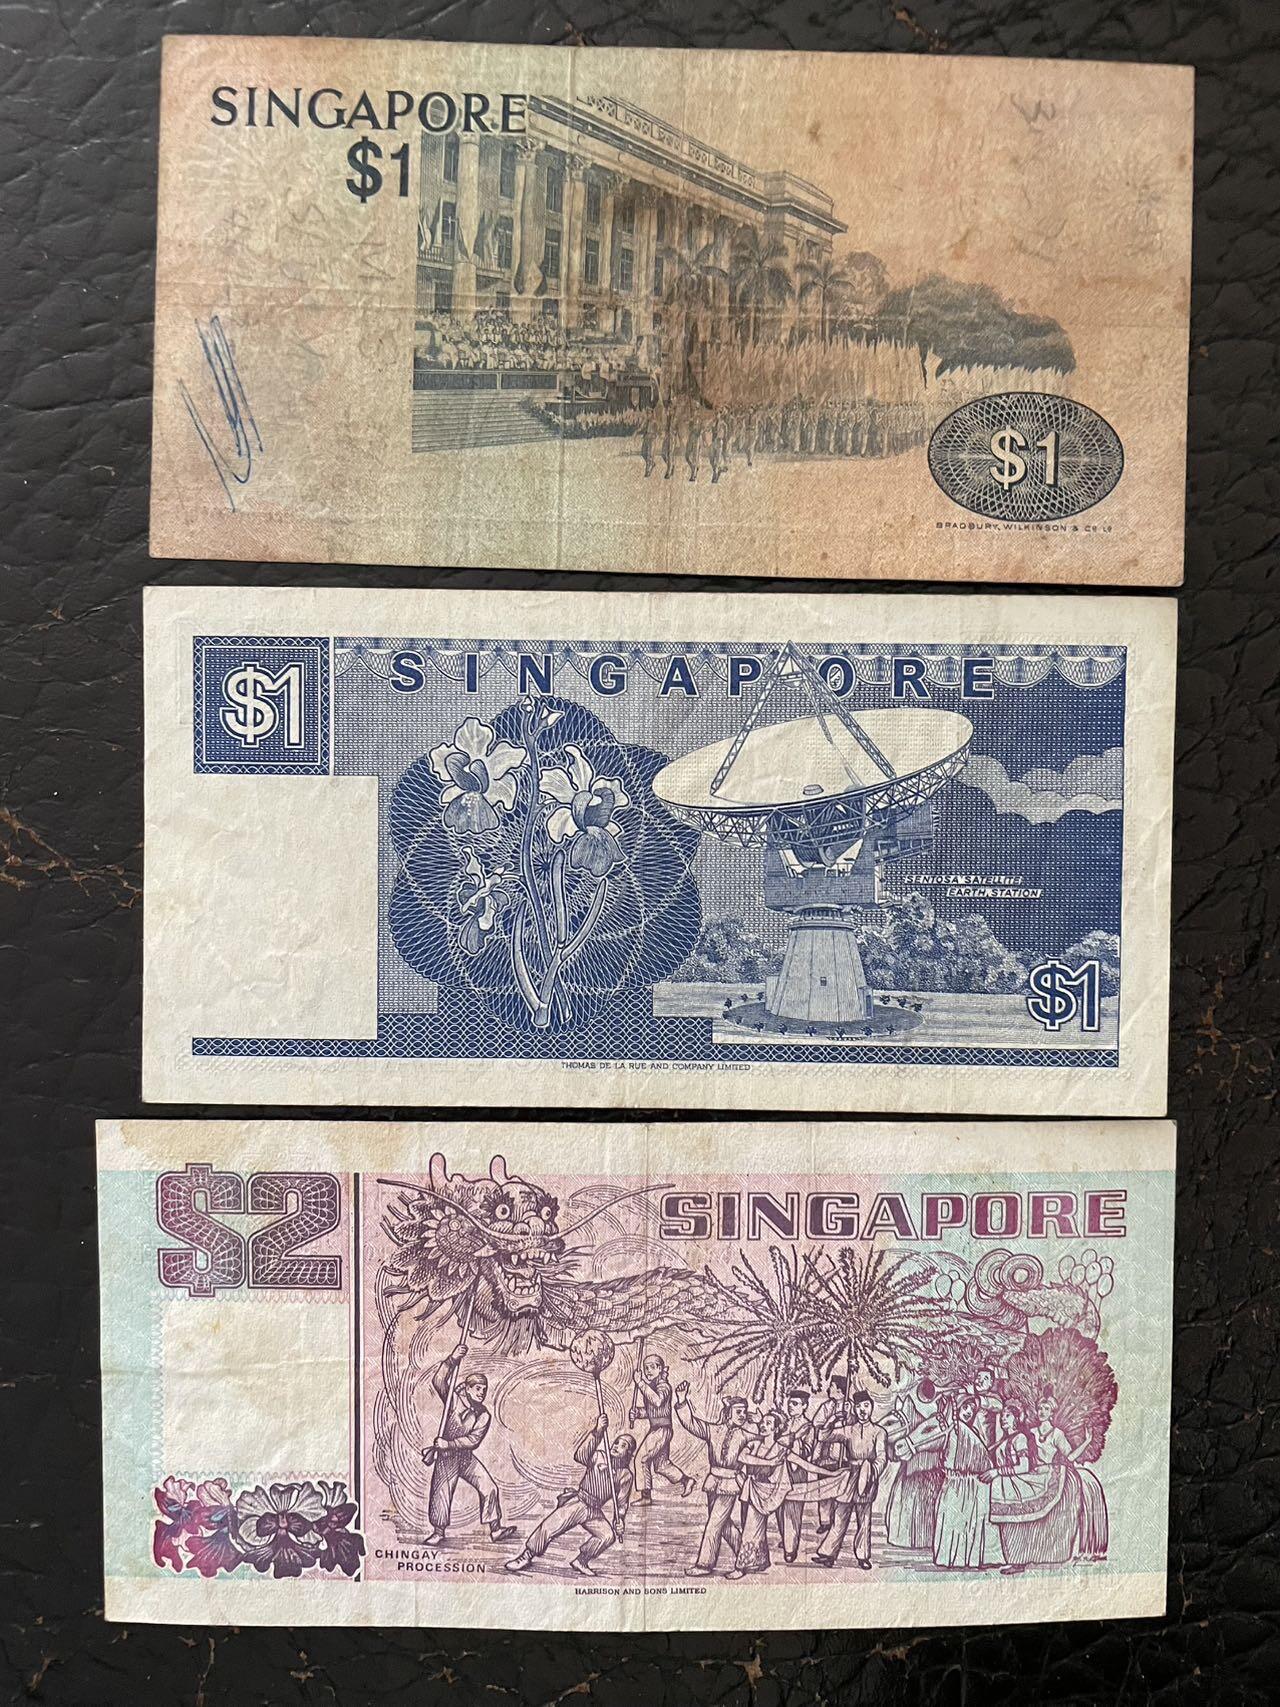 SINGAPORE
$1
$1
BRADBURY, WILKINSON & Cº Lº
$1
SINGAPORE
SENTOSA SATELLITE
EARTH STATION
$1
THOMAS DE LA RUE AND COMPANY LIMITED
$2
SINGAPORE
CHINGAY
PROCESSION
HARRISON AND SONS LIMITED